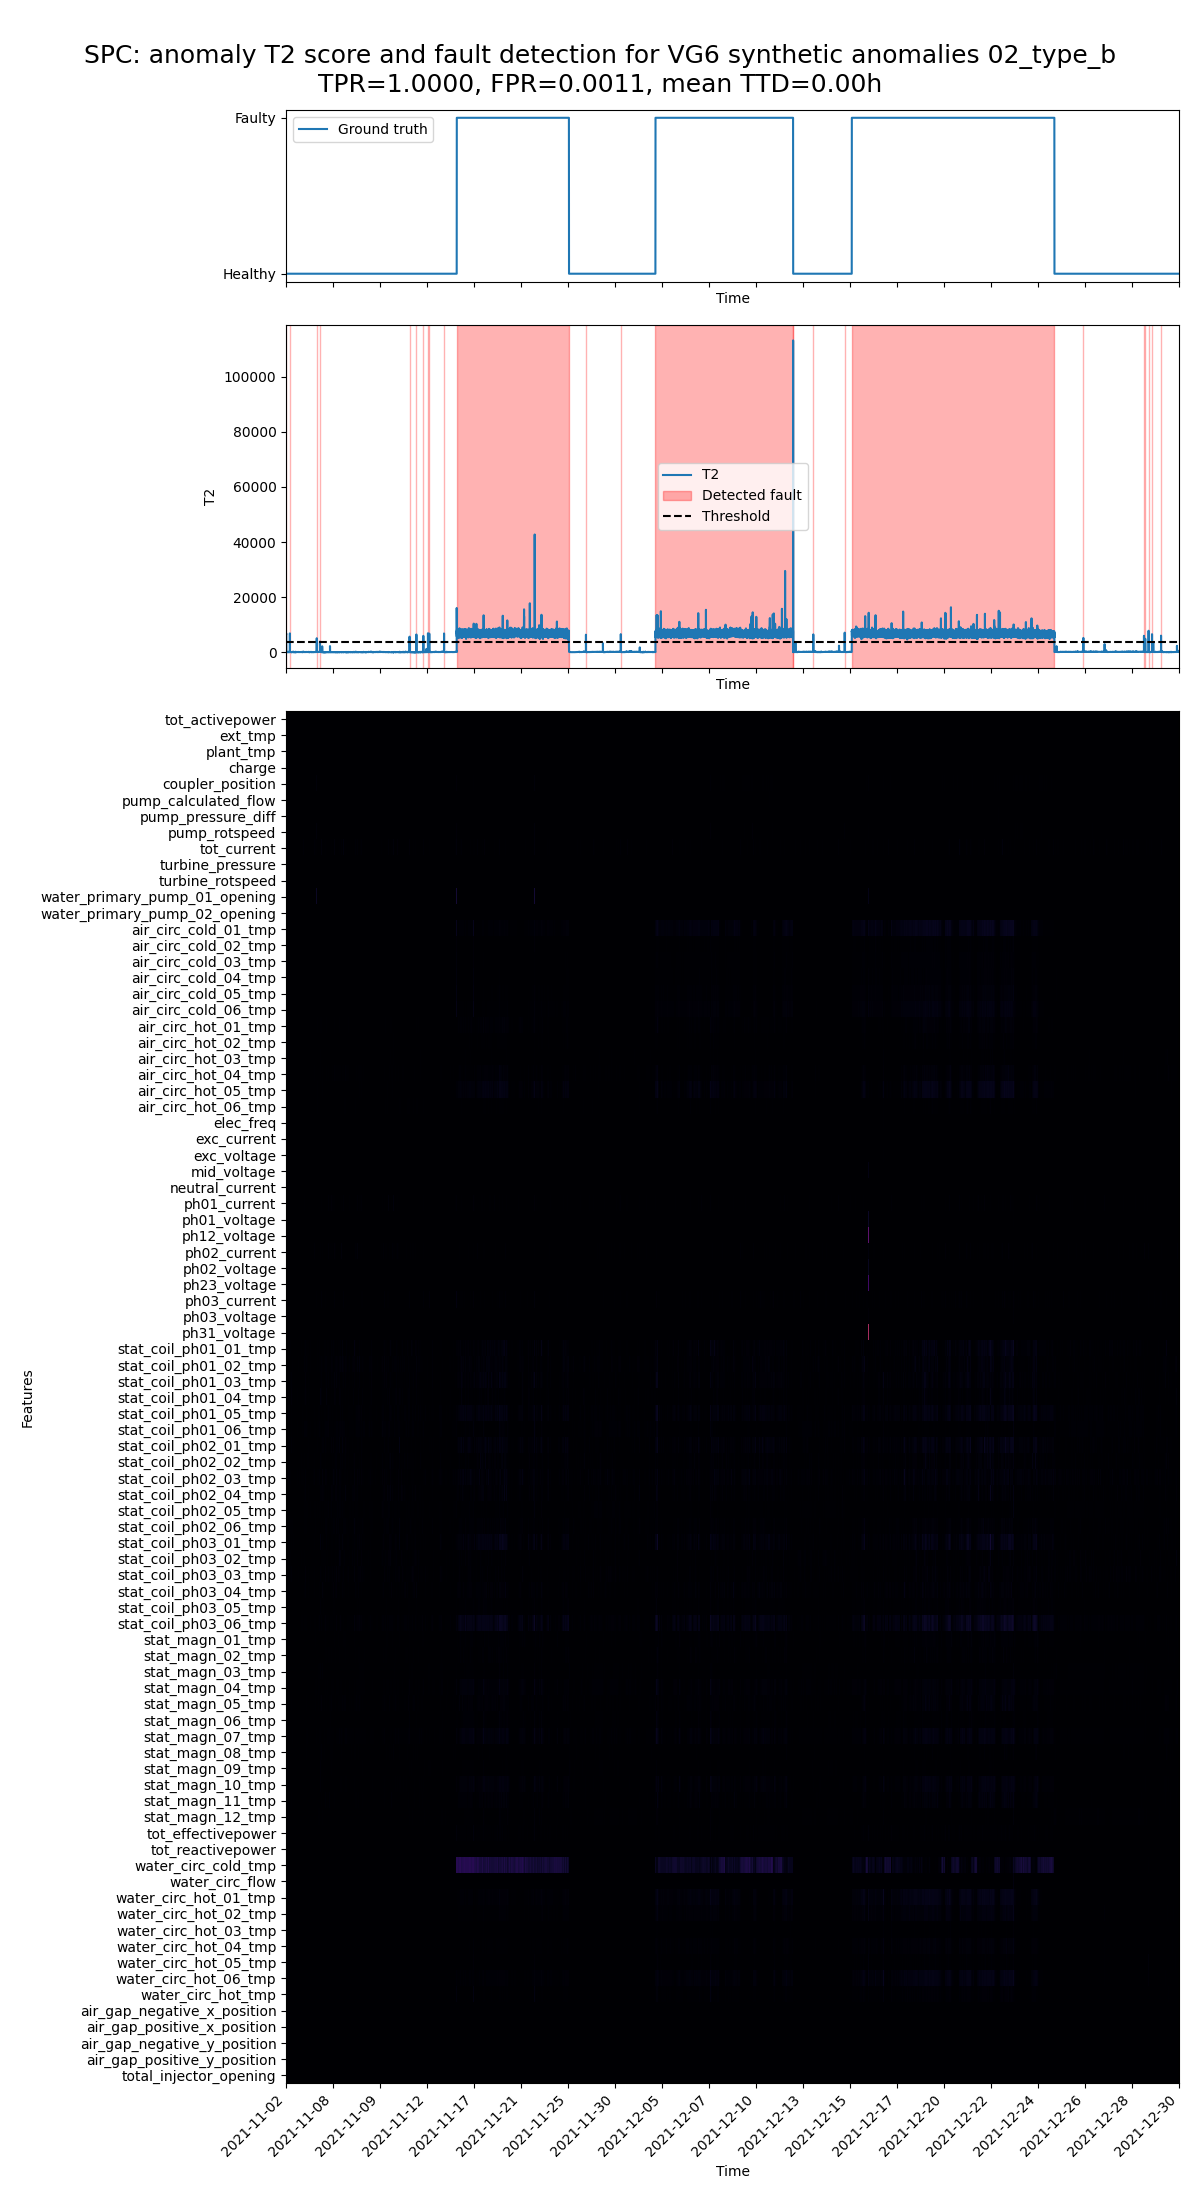 SPC: anomaly T2 score and fault detection for VG6 synthetic anomalies 02_type_b
TPR=1.0000, FPR=0.0011, mean TTD=0.00h
Faulty
Healthy
Ground truth
Time
T2
100000
80000
60000
40000
20000
0
T2
Detected fault
Threshold
Time
Features
tot_activepower
ext_tmp
plant_tmp
charge
coupler_position
pump_calculated_flow
pump_pressure_diff
pump_rotspeed
tot_current
turbine_pressure
turbine_rotspeed
water_primary_pump_01_opening
water_primary_pump_02_opening
air_circ_cold_01_tmp
air_circ_cold_02_tmp
air_circ_cold_03_tmp
air_circ_cold_04_tmp
air_circ_cold_05_tmp
air_circ_cold_06_tmp
air_circ_hot_01_tmp
air_circ_hot_02_tmp
air_circ_hot_03_tmp
air_circ_hot_04_tmp
air_circ_hot_05_tmp
air_circ_hot_06_tmp
elec_freq
exc_current
exc_voltage
mid_voltage
neutral_current
ph01_current
ph01_voltage
ph12_voltage
ph02_current
ph02_voltage
ph23_voltage
ph03_current
ph03_voltage
ph31_voltage
stat_coil_ph01_01_tmp
stat_coil_ph01_02_tmp
stat_coil_ph01_03_tmp
stat_coil_ph01_04_tmp
stat_coil_ph01_05_tmp
stat_coil_ph01_06_tmp
stat_coil_ph02_01_tmp
stat_coil_ph02_02_tmp
stat_coil_ph02_03_tmp
stat_coil_ph02_04_tmp
stat_coil_ph02_05_tmp
stat_coil_ph02_06_tmp
stat_coil_ph03_01_tmp
stat_coil_ph03_02_tmp
stat_coil_ph03_03_tmp
stat_coil_ph03_04_tmp
stat_coil_ph03_05_tmp
stat_coil_ph03_06_tmp
stat_magn_01_tmp
stat_magn_02_tmp
stat_magn_03_tmp
stat_magn_04_tmp
stat_magn_05_tmp
stat_magn_06_tmp
stat_magn_07_tmp
stat_magn_08_tmp
stat_magn_09_tmp
stat_magn_10_tmp
stat_magn_11_tmp
stat_magn_12_tmp
tot_effectivepower
tot_reactivepower
water_circ_cold_tmp
water_circ_flow
water_circ_hot_01_tmp
water_circ_hot_02_tmp
water_circ_hot_03_tmp
water_circ_hot_04_tmp
water_circ_hot_05_tmp
water_circ_hot_06_tmp
water_circ_hot_tmp
air_gap_negative_x_position
air_gap_positive_x_position
air_gap_negative_y_position
air_gap_positive_y_position
total_injector_opening
2021-11-02
2021-11-08
2021-11-09
2021-11-12
2021-11-17
2021-11-21
2021-11-25
2021-11-30
2021-12-05
2021-12-07
2021-12-10
2021-12-13
2021-12-15
2021-12-17
2021-12-20
2021-12-22
2021-12-24
2021-12-26
2021-12-28
2021-12-30
Time